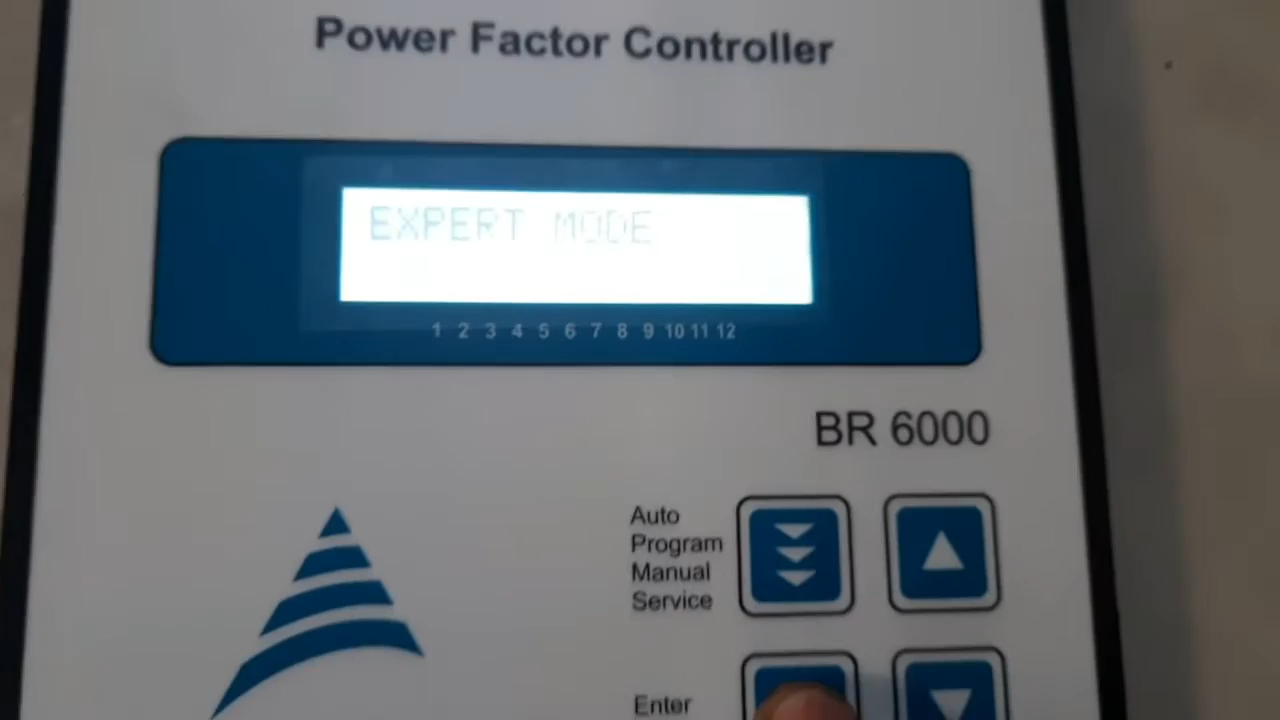 Power Factor Controller
EXPERT MODE
1 2 3 4 5 6 7 8 9 10 11 12
BR 6000
Auto
Program
Manual
Service
Enter